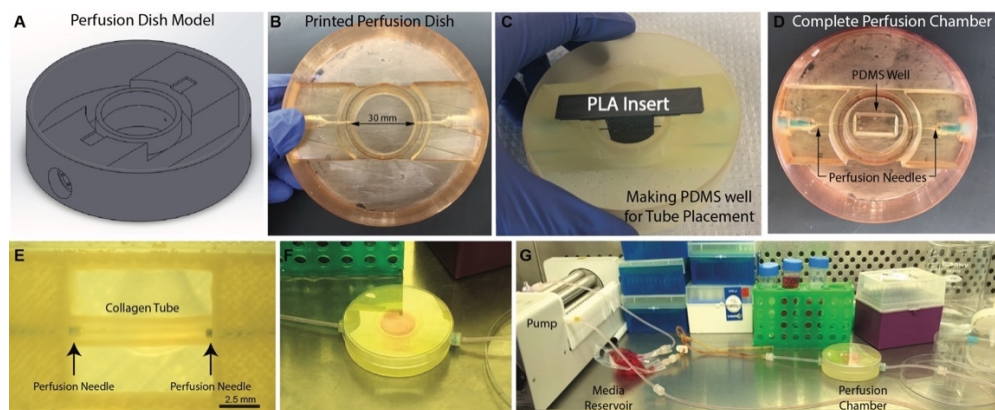 A
Perfusion Dish Model
B
Printed Perfusion Dish
30 mm
C
PLA Insert
Making PDMS well
for Tube Placement
D
Complete Perfusion Chamber
PDMS Well
Perfusion Needles
E
Collagen Tube
Perfusion Needle
Perfusion Needle
2.5 mm
F
G
Pump
Media
Reservoir
Perfusion
Chamber